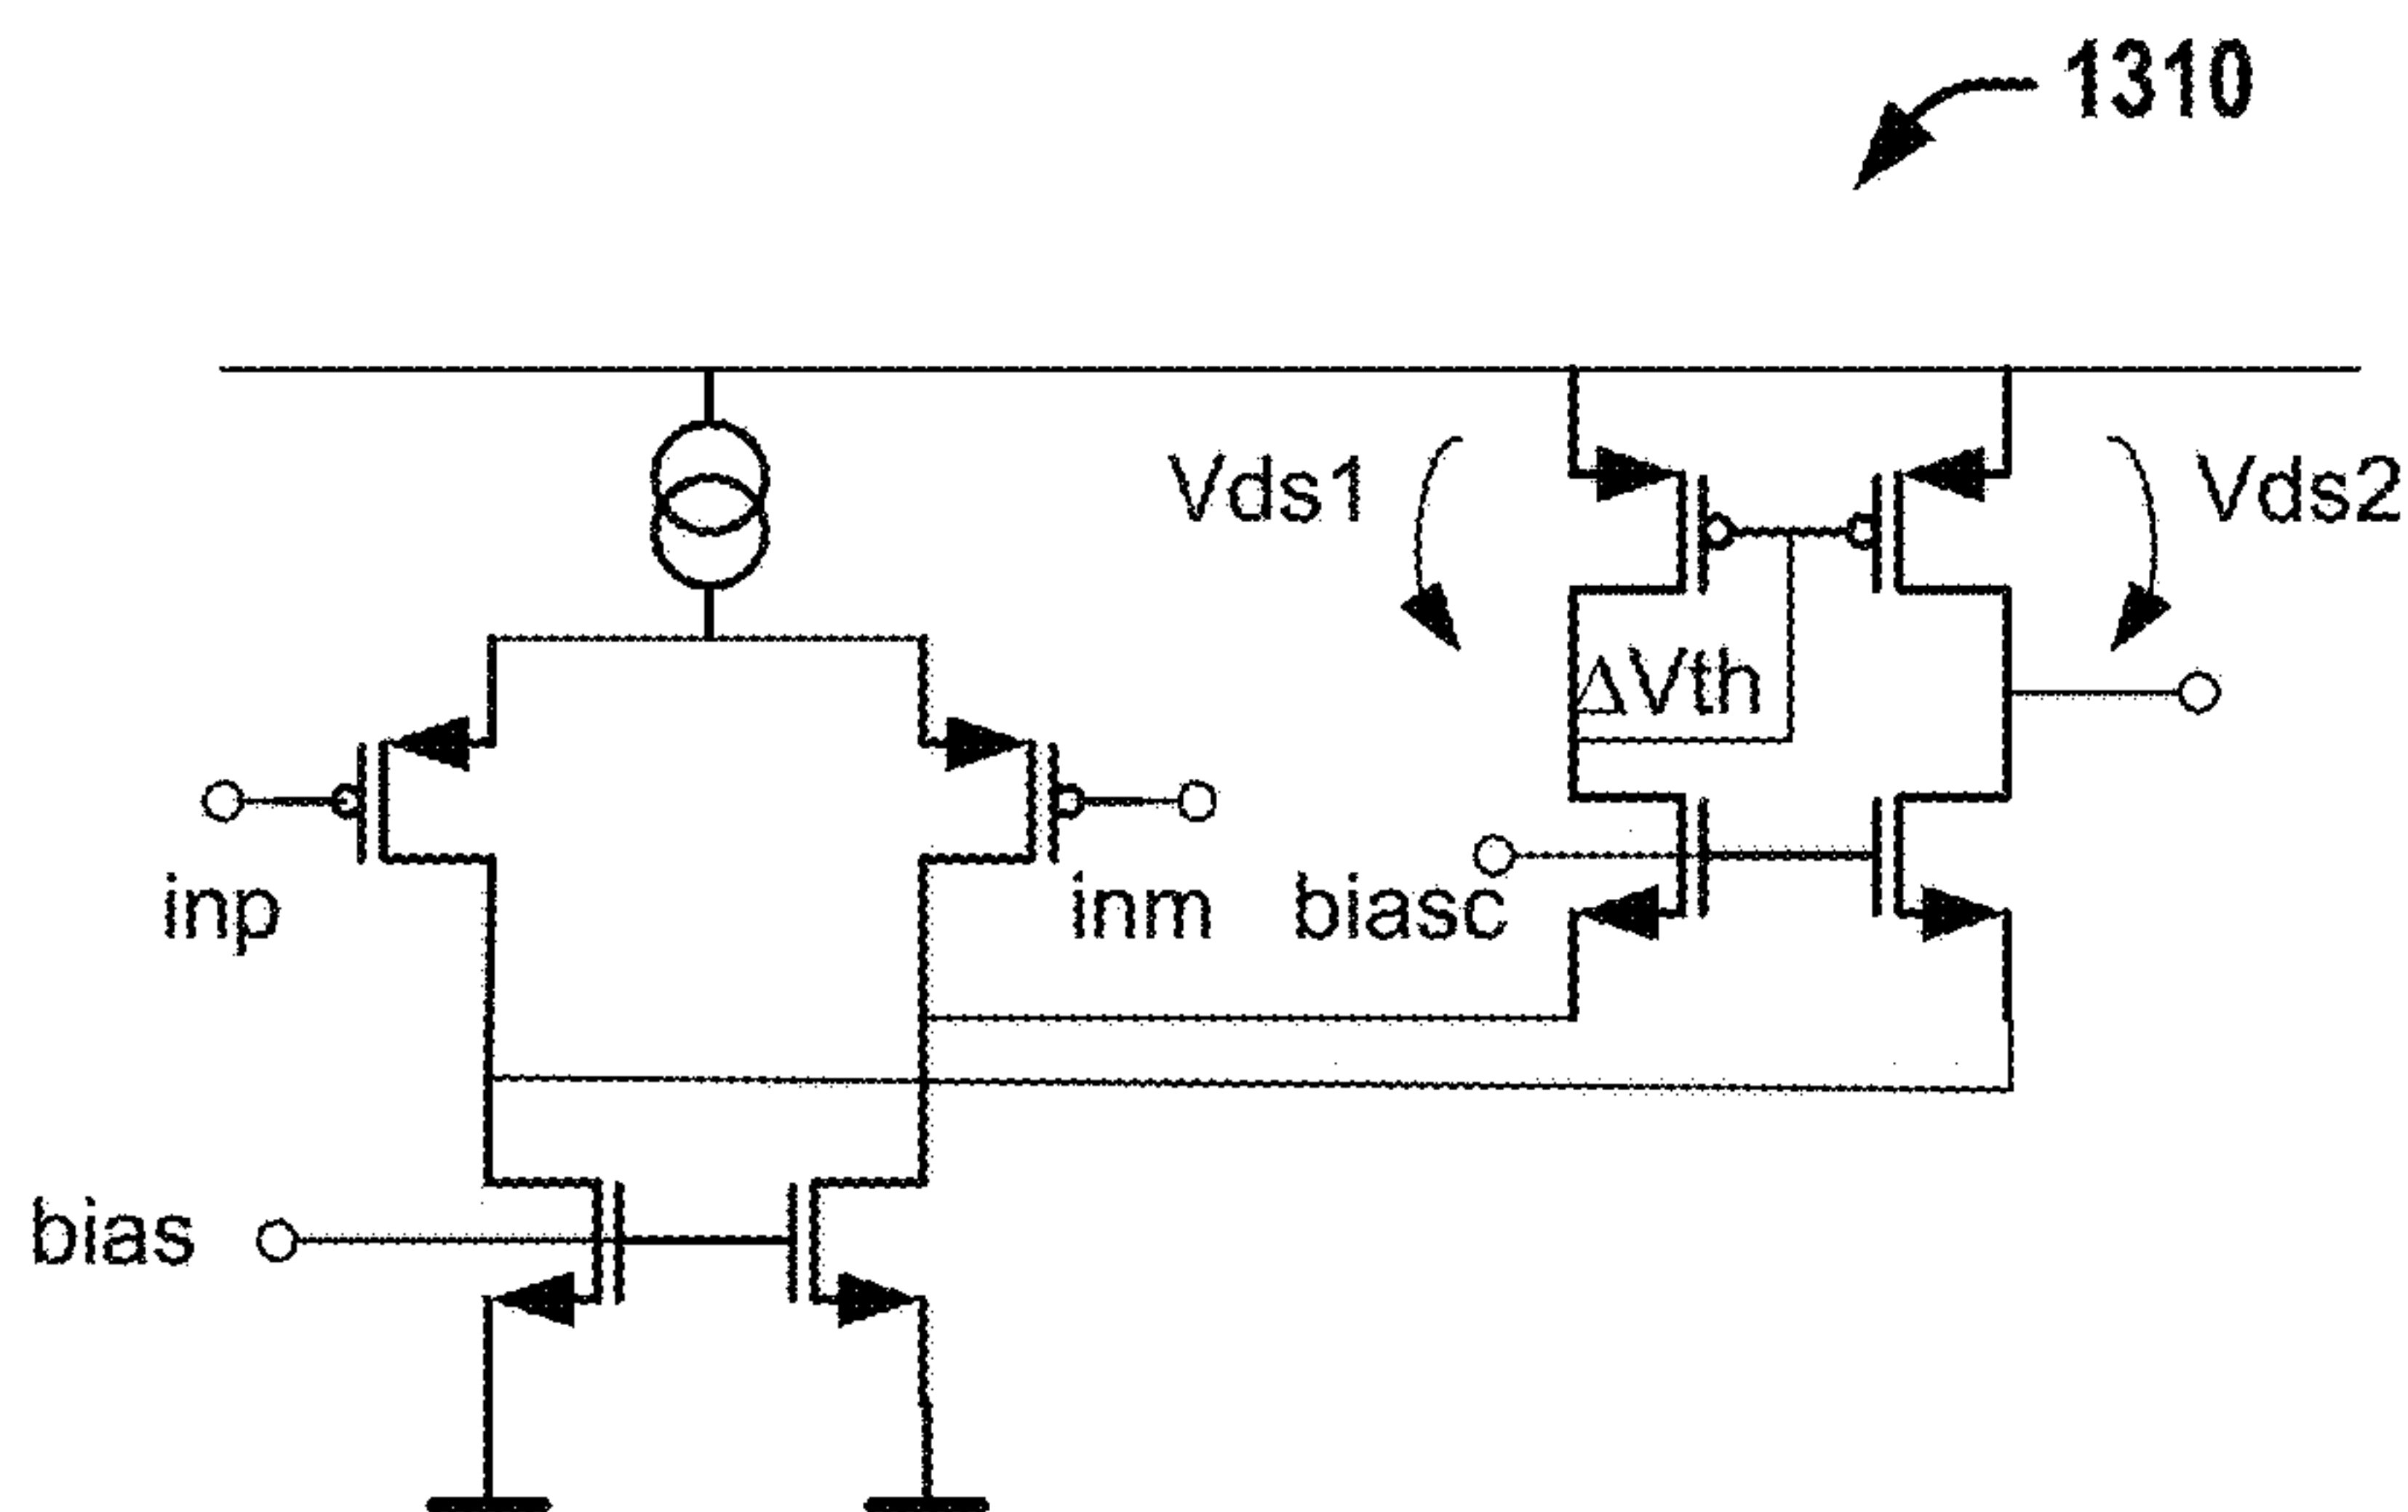 1310
Vds1
Vds2
ΔVth
inp
inm
biasc
bias